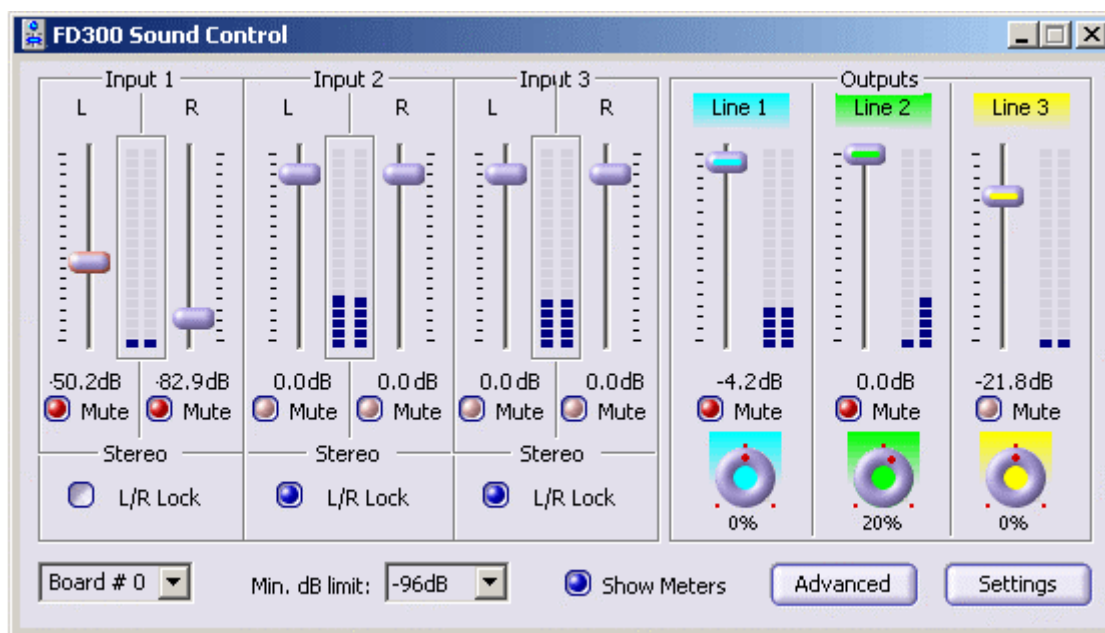 FD300 Sound Control
Input 1 Input 2 Input 3 Outputs
L R L R L R Line 1 Line 2 Line 3
-50.2dB -82.9dB 0.0dB 0.0dB 0.0dB 0.0dB -4.2dB 0.0dB -21.8dB
Mute Mute Mute Mute Mute Mute Mute Mute Mute
Stereo Stereo Stereo
L/R Lock L/R Lock L/R Lock
0% 20% 0%
Board # 0 Min. dB limit: -96dB Show Meters Advanced Settings